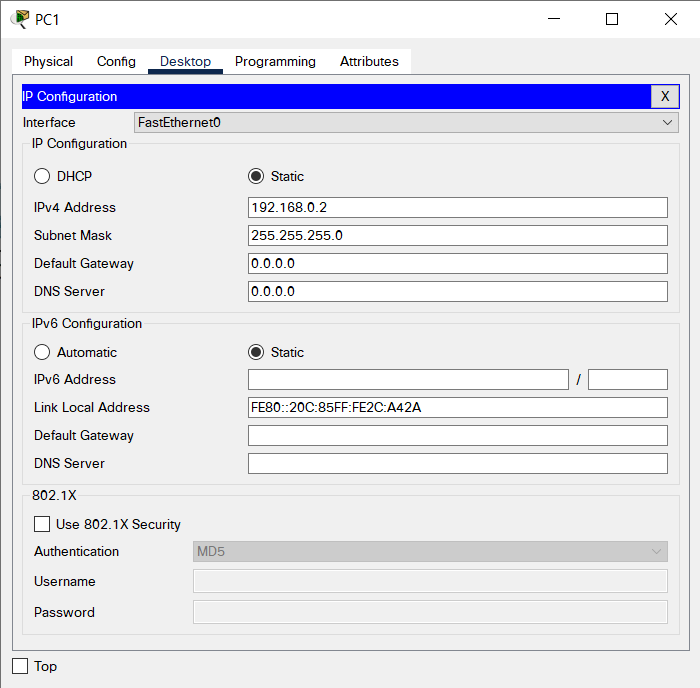 PC1
Physical Config Desktop Programming Attributes
IP Configuration X
Interface FastEthernet0
IP Configuration
DHCP Static
IPv4 Address 192.168.0.2
Subnet Mask 255.255.255.0
Default Gateway 0.0.0.0
DNS Server 0.0.0.0
IPv6 Configuration
Automatic Static
IPv6 Address /
Link Local Address FE80::20C:85FF:FE2C:A42A
Default Gateway
DNS Server
802.1X
Use 802.1X Security
Authentication MD5
Username
Password
Top